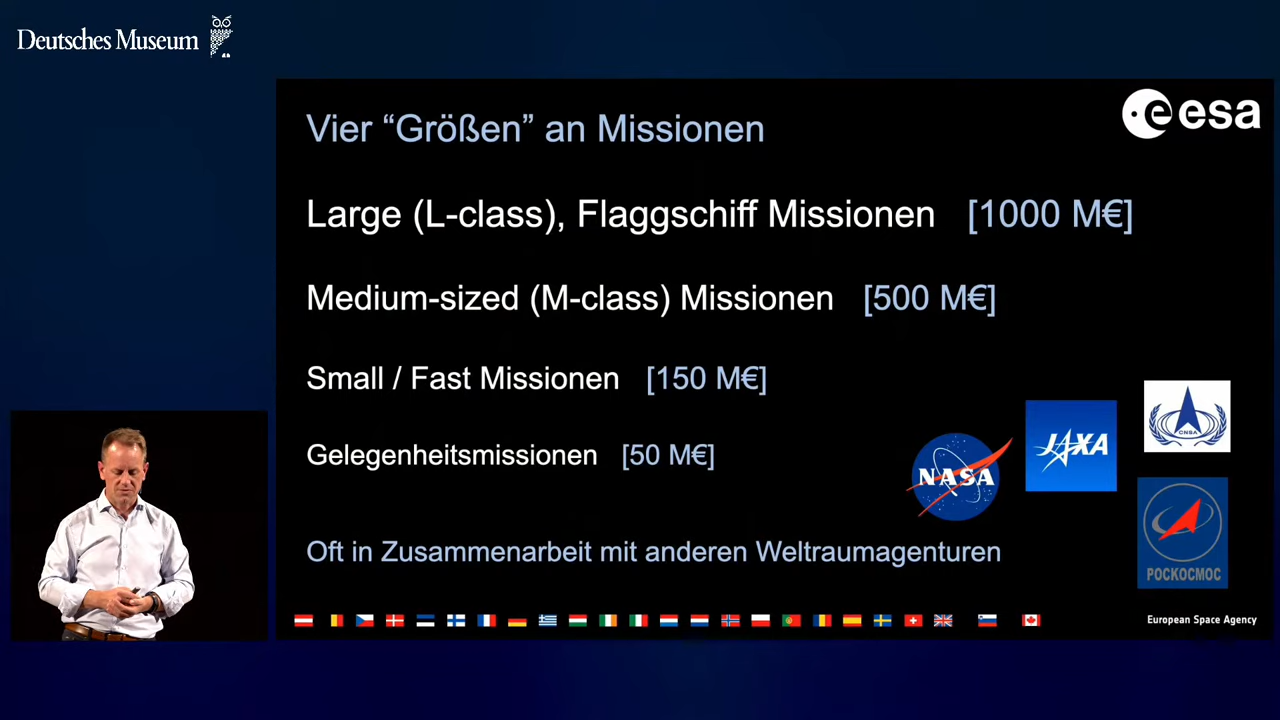 Deutsches Museum
Vier “Größen” an Missionen
esa
Large (L-class), Flaggschiff Missionen [1000 M€]
Medium-sized (M-class) Missionen [500 M€]
Small / Fast Missionen [150 M€]
CNSA
JAXA
Gelegenheitsmissionen [50 M€]
NASA
РОСКОСМОС
Oft in Zusammenarbeit mit anderen Weltraumagenturen
European Space Agency